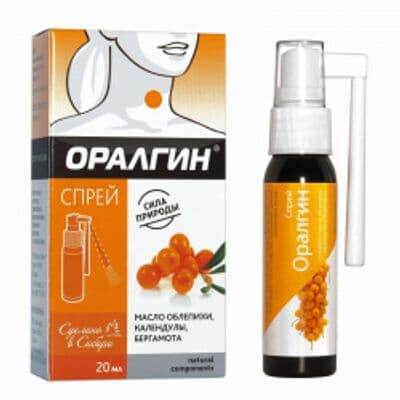 ОРАЛГИН®
СПРЕЙ
СИЛА
ПРИРОДЫ
МАСЛО ОБЛЕПИХИ,
КАЛЕНДУЛЫ,
БЕРГАМОТА
Сделано
в Сибири
20 мл
natural
components
Спрей
Оралгин